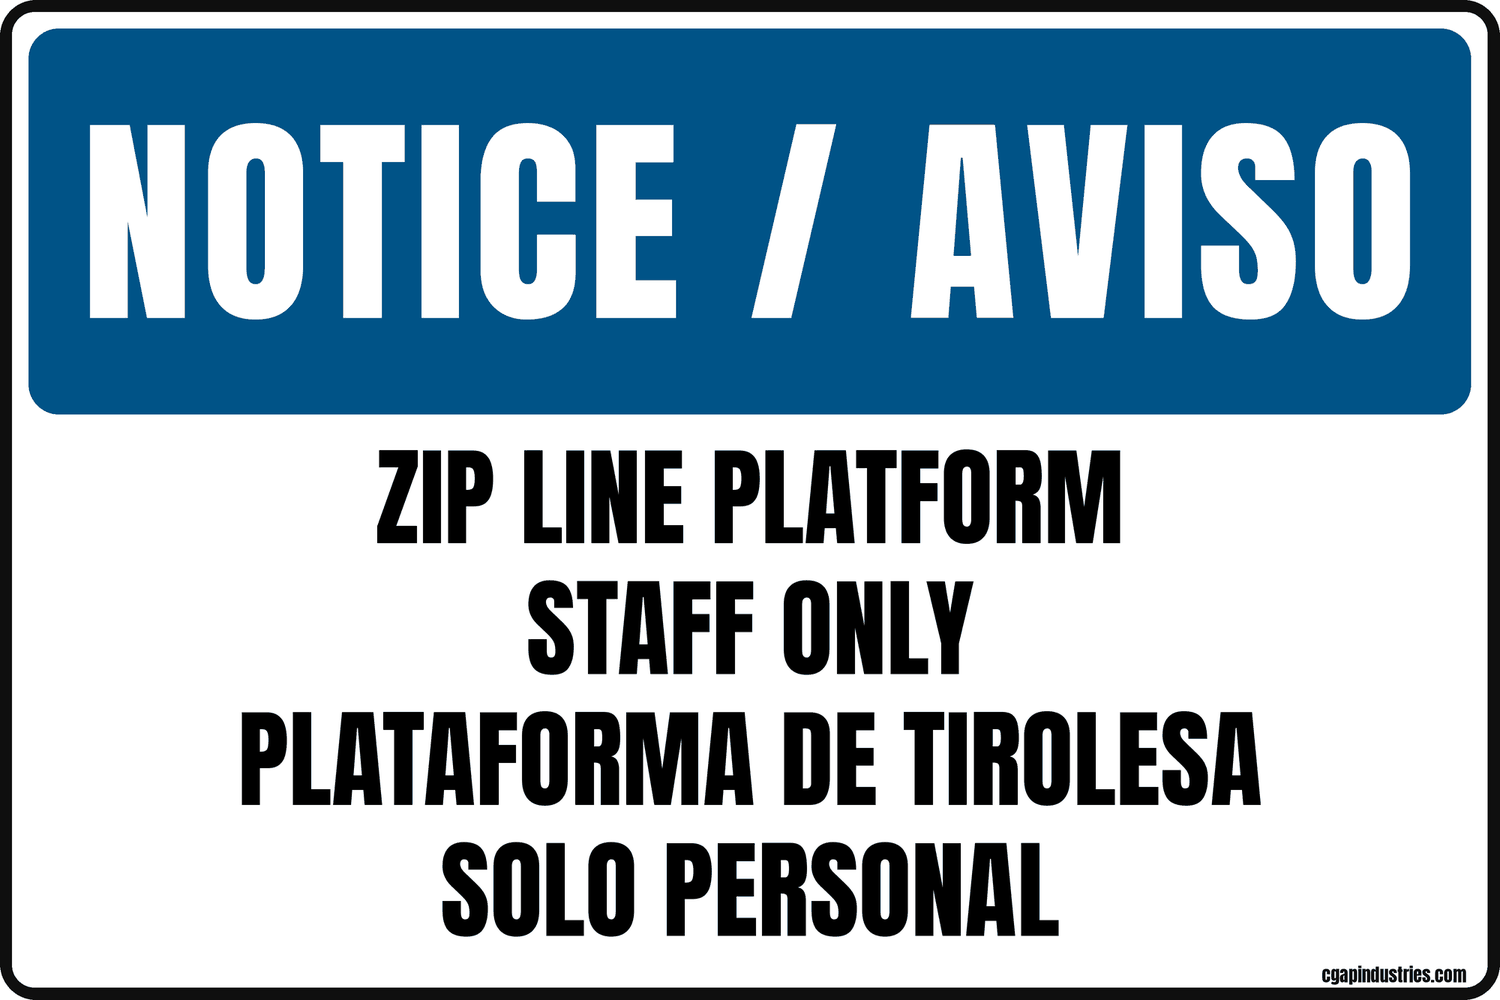 NOTICE / AVISO
ZIP LINE PLATFORM
STAFF ONLY
PLATAFORMA DE TIROLESA
SOLO PERSONAL
cgapindustries.com